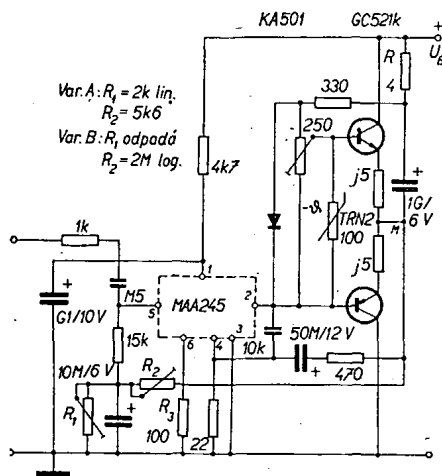 KA501
GC521k
+
U_B
Var. A: R₁ = 2k lin.
R₂ = 5k6
Var. B: R₁ odpadá
R₂ = 2M log.
330
R
4
250
4k7
j5
+
1G/
6 V
-ϑ
TRN2
100
M
j5
1k
1
M5
MAA245
5
2
6
4
3
G1/10V
+
15k
10k
50M/12 V
+
470
10M/6 V
R₂
R₁
+
R₃
100
22